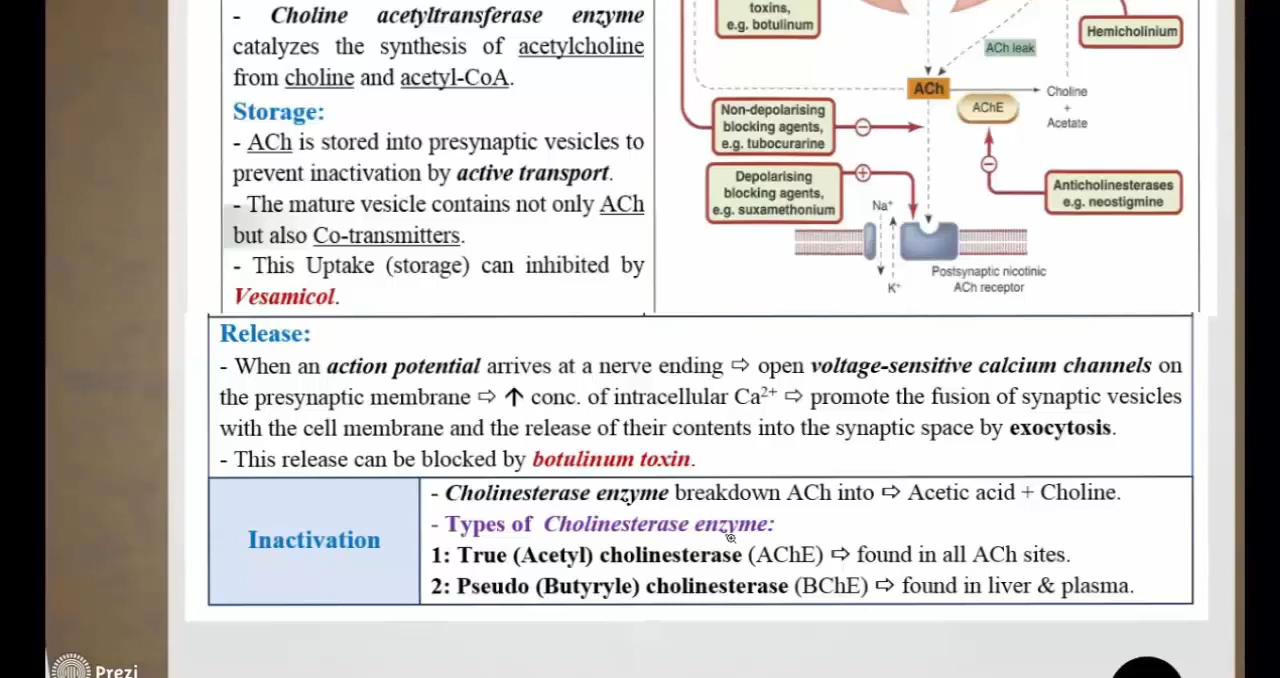 - Choline acetyltransferase enzyme
catalyzes the synthesis of acetylcholine
from choline and acetyl-CoA.
Storage:
- ACh is stored into presynaptic vesicles to
prevent inactivation by active transport.
- The mature vesicle contains not only ACh
but also Co-transmitters.
- This Uptake (storage) can inhibited by
Vesamicol.
toxins,
e.g. botulinum
Hemicholinium
ACh leak
ACh
Choline
+
Acetate
AChE
Non-depolarising
blocking agents,
e.g. tubocurarine
Depolarising
blocking agents,
e.g. suxamethonium
Anticholinesterases
e.g. neostigmine
Na⁺
K⁺
Postsynaptic nicotinic
ACh receptor
Release:
- When an action potential arrives at a nerve ending ⇨ open voltage-sensitive calcium channels on
the presynaptic membrane ⇨ ↑ conc. of intracellular Ca²⁺ ⇨ promote the fusion of synaptic vesicles
with the cell membrane and the release of their contents into the synaptic space by exocytosis.
- This release can be blocked by botulinum toxin.
Inactivation
- Cholinesterase enzyme breakdown ACh into ⇨ Acetic acid + Choline.
- Types of Cholinesterase enzyme:
1: True (Acetyl) cholinesterase (AChE) ⇨ found in all ACh sites.
2: Pseudo (Butyryle) cholinesterase (BChE) ⇨ found in liver & plasma.
Prezi